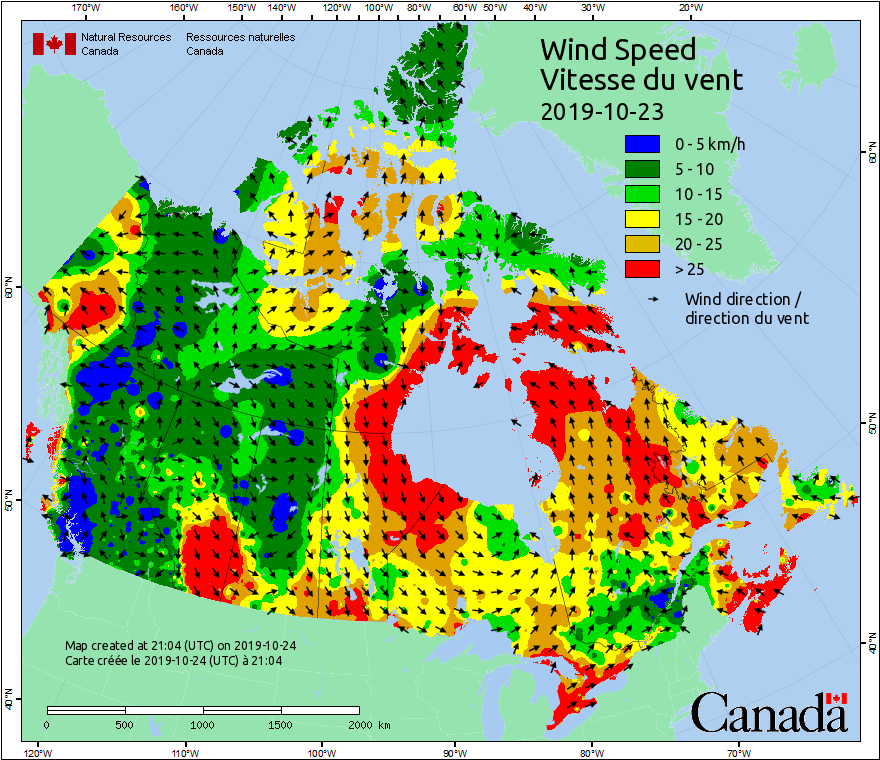 170°W 160°W 150°W 140°W 130°W 120°W 110°W 100°W 90°W 80°W 70°W 60°W 50°W 40°W 30°W 20°W
Natural Resources Canada
Ressources naturelles Canada
Wind Speed
Vitesse du vent
2019-10-23
0 - 5 km/h
5 - 10
10 - 15
15 - 20
20 - 25
> 25
Wind direction /
direction du vent
60°N
60°N
50°N
50°N
40°N
40°N
Map created at 21:04 (UTC) on 2019-10-24
Carte créée le 2019-10-24 (UTC) à 21:04
0 500 1000 1500 2000 km
Canada
120°W 110°W 100°W 90°W 80°W 70°W